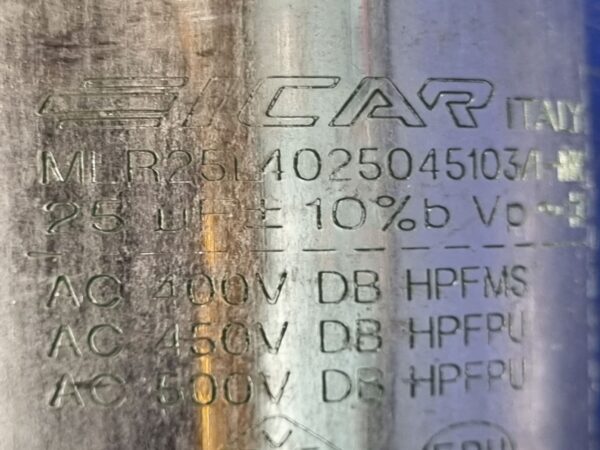 ICAR ITALY
MLR25L4025045103/I-
25 uF ± 10%b Vp~
AC 400V DB HPFMS
AC 450V DB HPFPU
AC 500V DB HPFPU